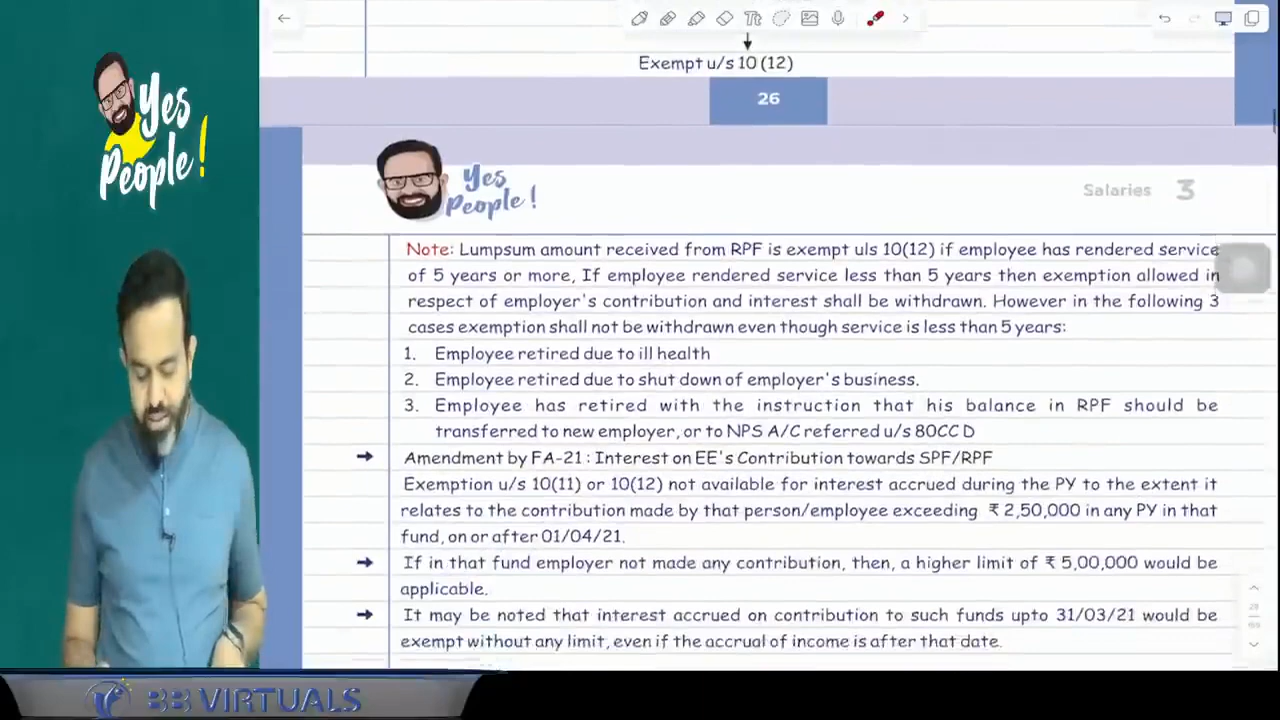 Exempt u/s 10 (12)
26
Yes
People !
Yes
People !
Salaries 3
Note: Lumpsum amount received from RPF is exempt uls 10(12) if employee has rendered service
of 5 years or more, If employee rendered service less than 5 years then exemption allowed in
respect of employer's contribution and interest shall be withdrawn. However in the following 3
cases exemption shall not be withdrawn even though service is less than 5 years:
1. Employee retired due to ill health
2. Employee retired due to shut down of employer's business.
3. Employee has retired with the instruction that his balance in RPF should be
transferred to new employer, or to NPS A/C referred u/s 80CC D
→ Amendment by FA-21 : Interest on EE's Contribution towards SPF/RPF
Exemption u/s 10(11) or 10(12) not available for interest accrued during the PY to the extent it
relates to the contribution made by that person/employee exceeding ₹ 2,50,000 in any PY in that
fund, on or after 01/04/21.
→ If in that fund employer not made any contribution, then, a higher limit of ₹ 5,00,000 would be
applicable.
→ It may be noted that interest accrued on contribution to such funds upto 31/03/21 would be
exempt without any limit, even if the accrual of income is after that date.
BB VIRTUALS